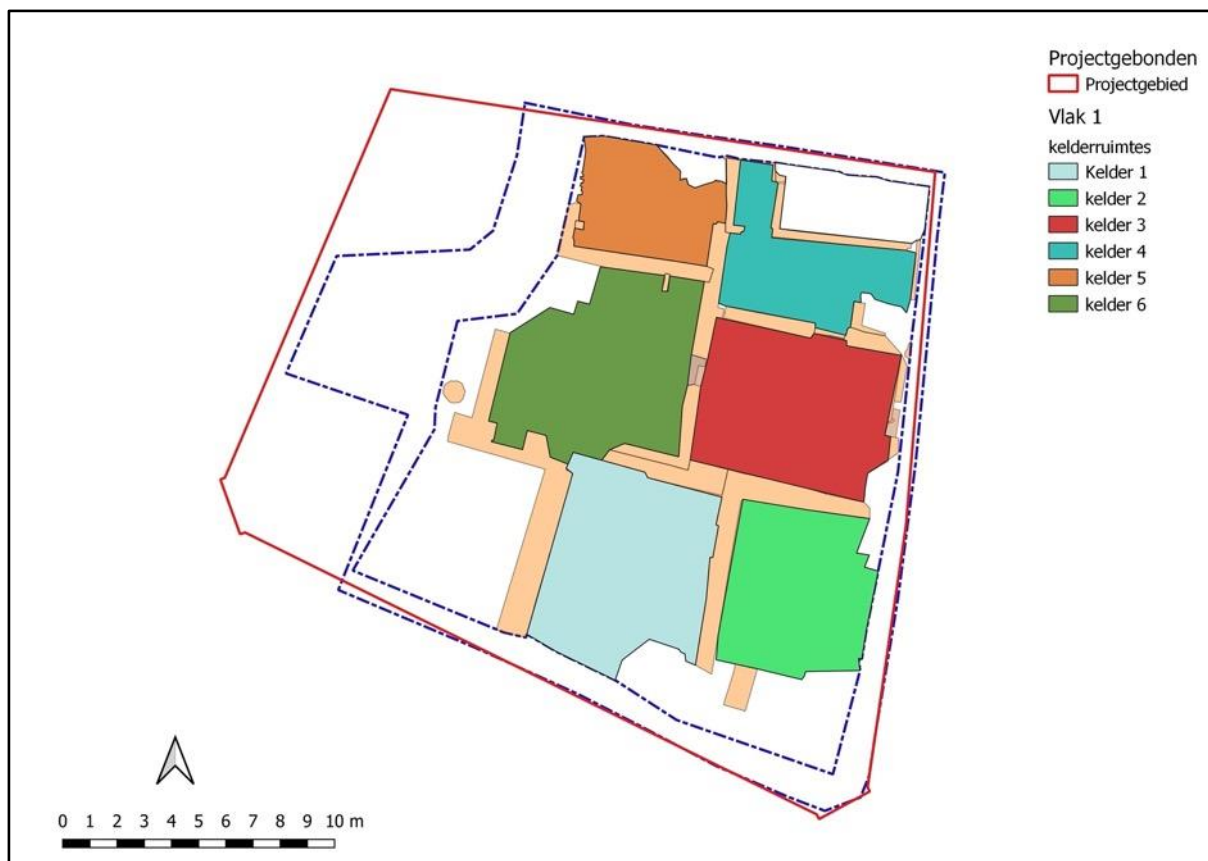 Projectgebonden
Projectgebied
Vlak 1
kelderruimtes
Kelder 1
kelder 2
kelder 3
kelder 4
kelder 5
kelder 6
0 1 2 3 4 5 6 7 8 9 10 m